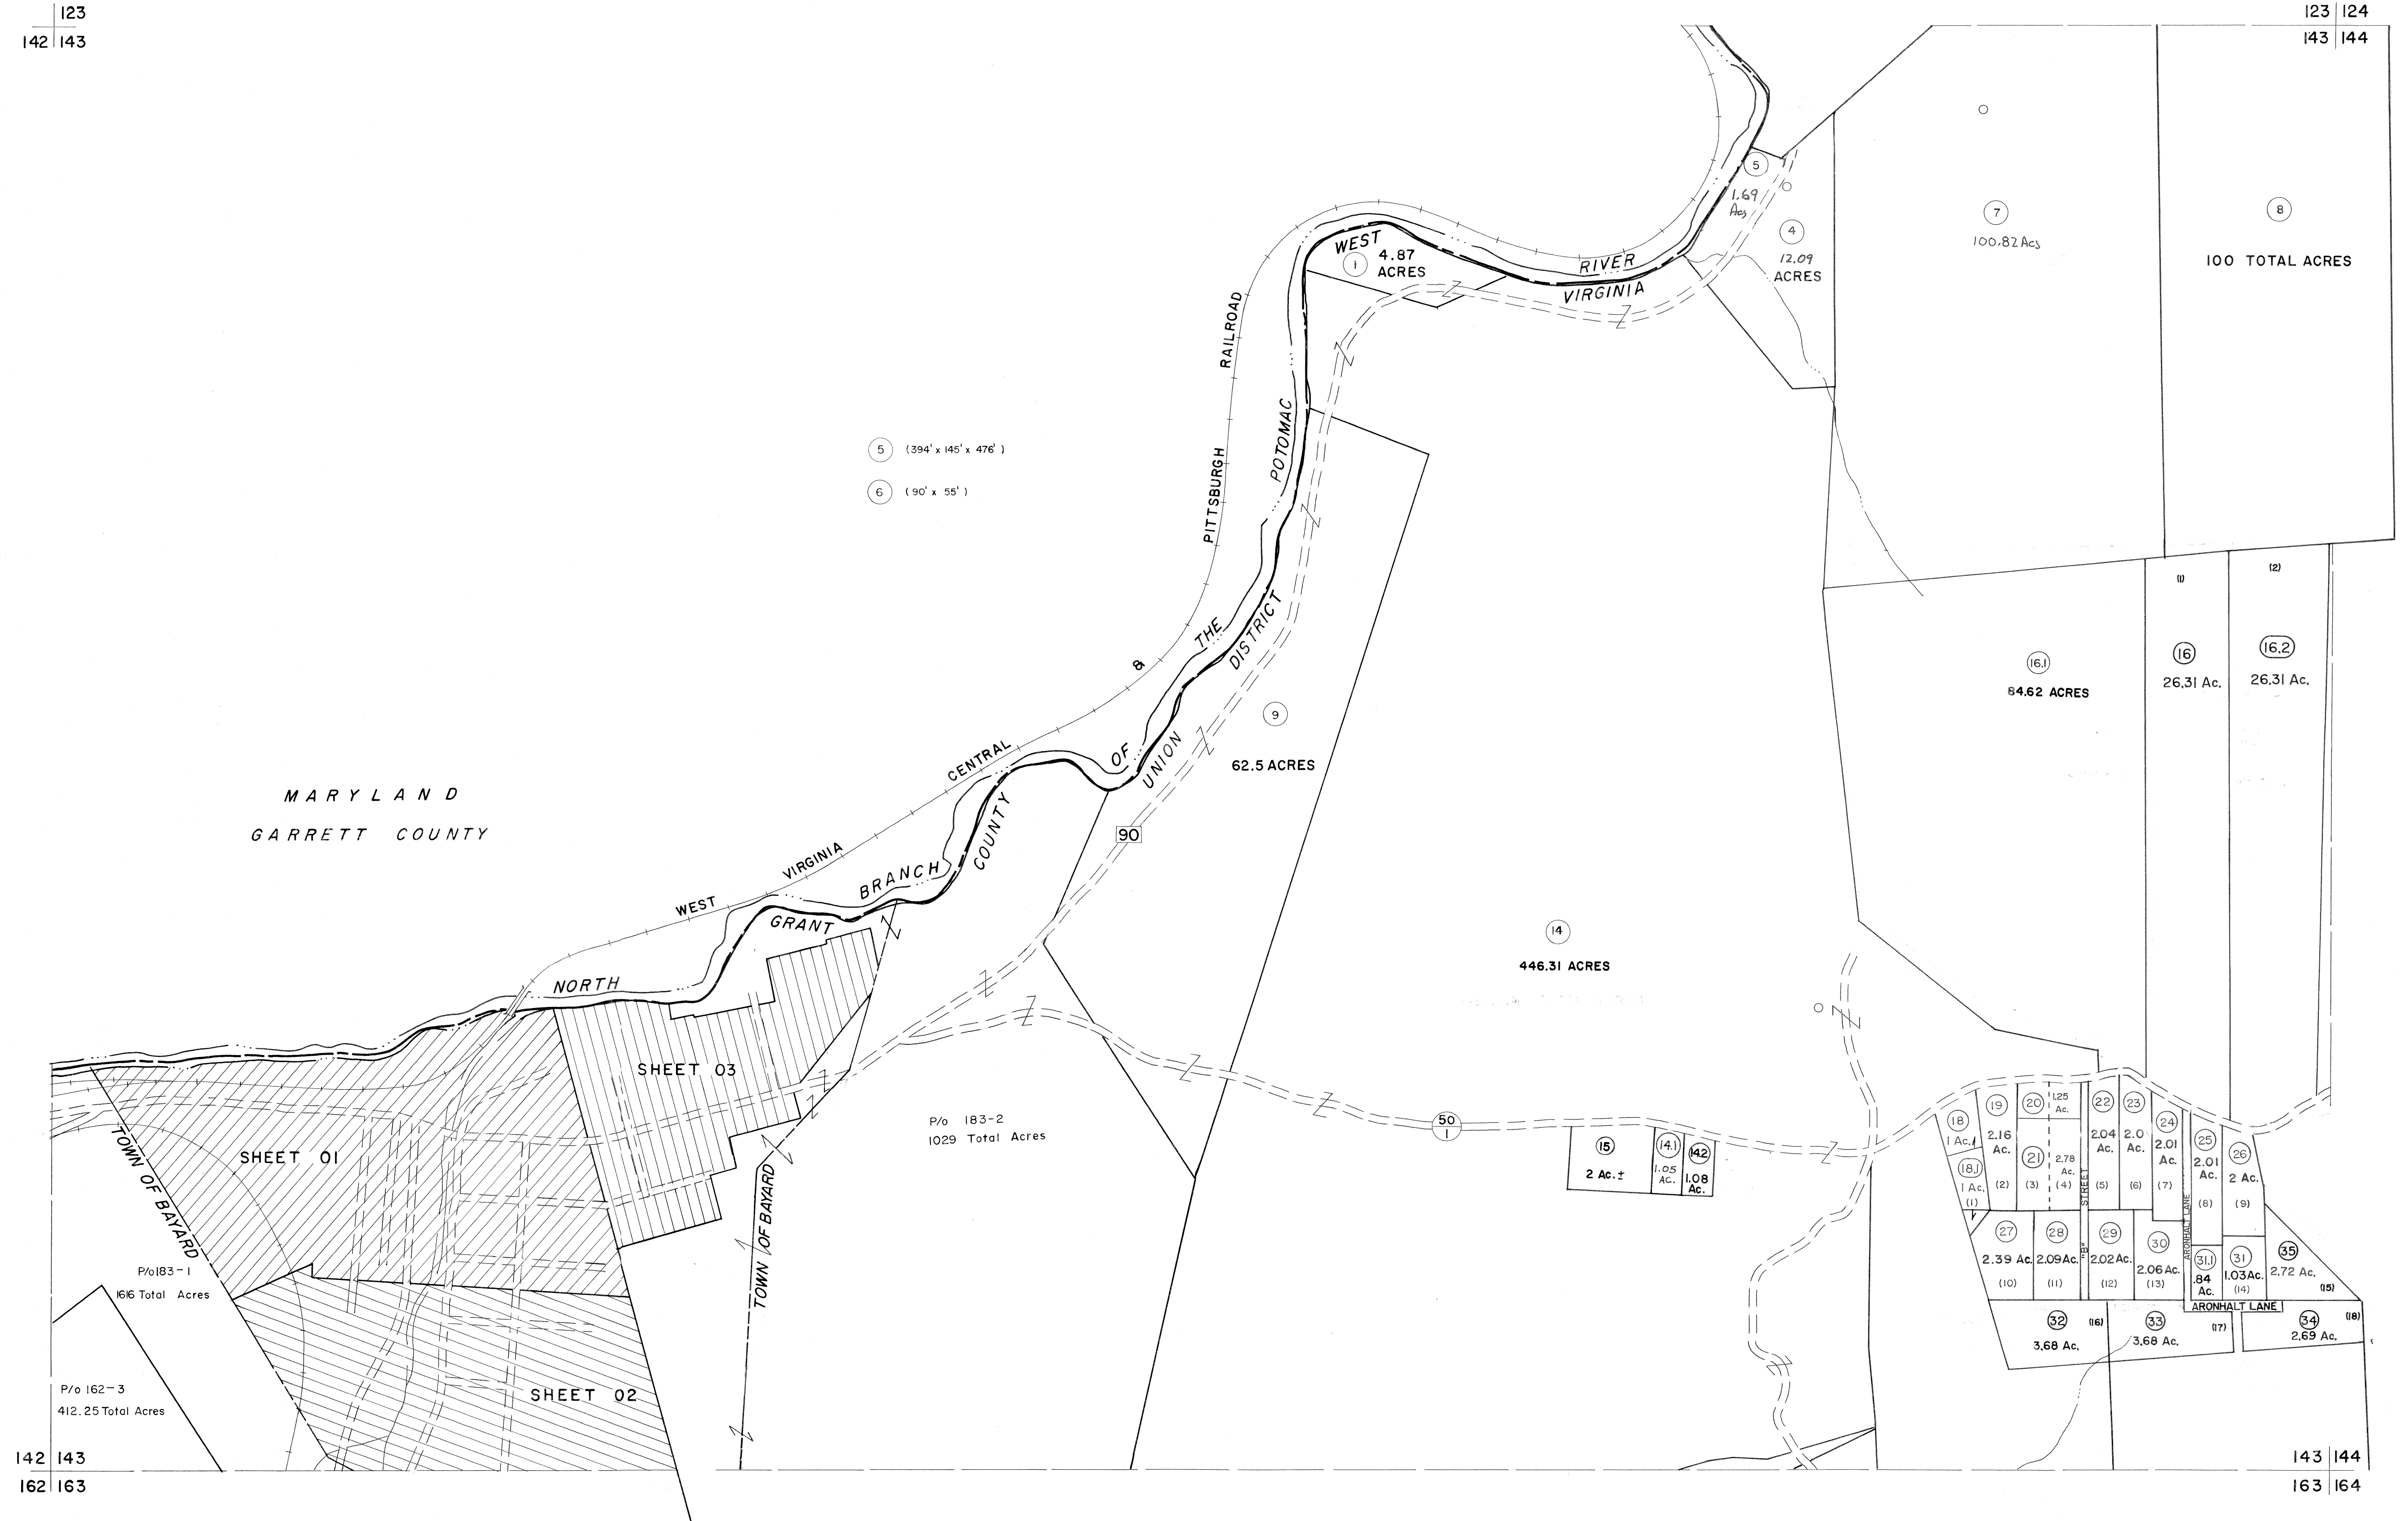 123
142 143
123 124
143 144
5
1.69
Acs
4
12.09
ACRES
7
100.82 Acs
8
100 TOTAL ACRES
WEST
1
4.87
ACRES
RIVER
VIRGINIA
PITTSBURGH RAILROAD
POTOMAC
5 (394' x 145' x 476')
6 (90' x 55')
(1)
(2)
THE
DISTRICT
&
16.1
84.62 ACRES
16
26.31 Ac.
16.2
26.31 Ac.
9
62.5 ACRES
OF
UNION
CENTRAL
MARYLAND
GARRETT COUNTY
COUNTY
90
VIRGINIA
BRANCH
WEST
GRANT
14
446.31 ACRES
NORTH
SHEET 03
P/o 183-2
1029 Total Acres
50
1
15
2 Ac. ±
14.1
1.05
AC.
14.2
1.08
Ac.
18
1 Ac.
18.1
1 Ac.
(1)
19
2.16
Ac.
(2)
20
21
(3)
1.25
Ac.
2.78
Ac.
(4)
22
2.04
Ac.
(5)
23
2.0
Ac.
(6)
24
2.01
Ac.
(7)
25
2.01
Ac.
(8)
26
2 Ac.
(9)
"B" STREET
ARONHALT LANE
27
2.39 Ac.
(10)
28
2.09 Ac.
(11)
29
2.02 Ac.
(12)
30
2.06 Ac.
(13)
31.1
.84
Ac.
31
1.03 Ac.
(14)
35
2.72 Ac.
(15)
ARONHALT LANE
32
(16)
3.68 Ac.
33
(17)
3.68 Ac.
34
(18)
2.69 Ac.
SHEET 01
TOWN OF BAYARD
TOWN OF BAYARD
P/o 183-1
1616 Total Acres
P/o 162-3
412.25 Total Acres
SHEET 02
142 143
162 163
143 144
163 164